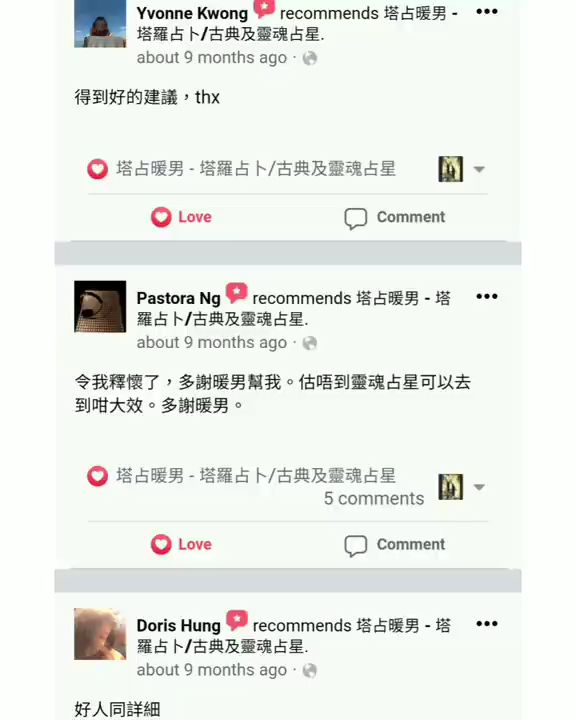 Yvonne Kwong recommends 塔占暖男 -
塔羅占卜/古典及靈魂占星.
about 9 months ago ·
得到好的建議，thx
塔占暖男 - 塔羅占卜/古典及靈魂占星
Love Comment
Pastora Ng recommends 塔占暖男 - 塔
羅占卜/古典及靈魂占星.
about 9 months ago ·
令我釋懷了，多謝暖男幫我。估唔到靈魂占星可以去
到咁大效。多謝暖男。
塔占暖男 - 塔羅占卜/古典及靈魂占星
5 comments
Love Comment
Doris Hung recommends 塔占暖男 - 塔
羅占卜/古典及靈魂占星.
about 9 months ago ·
好人同詳細